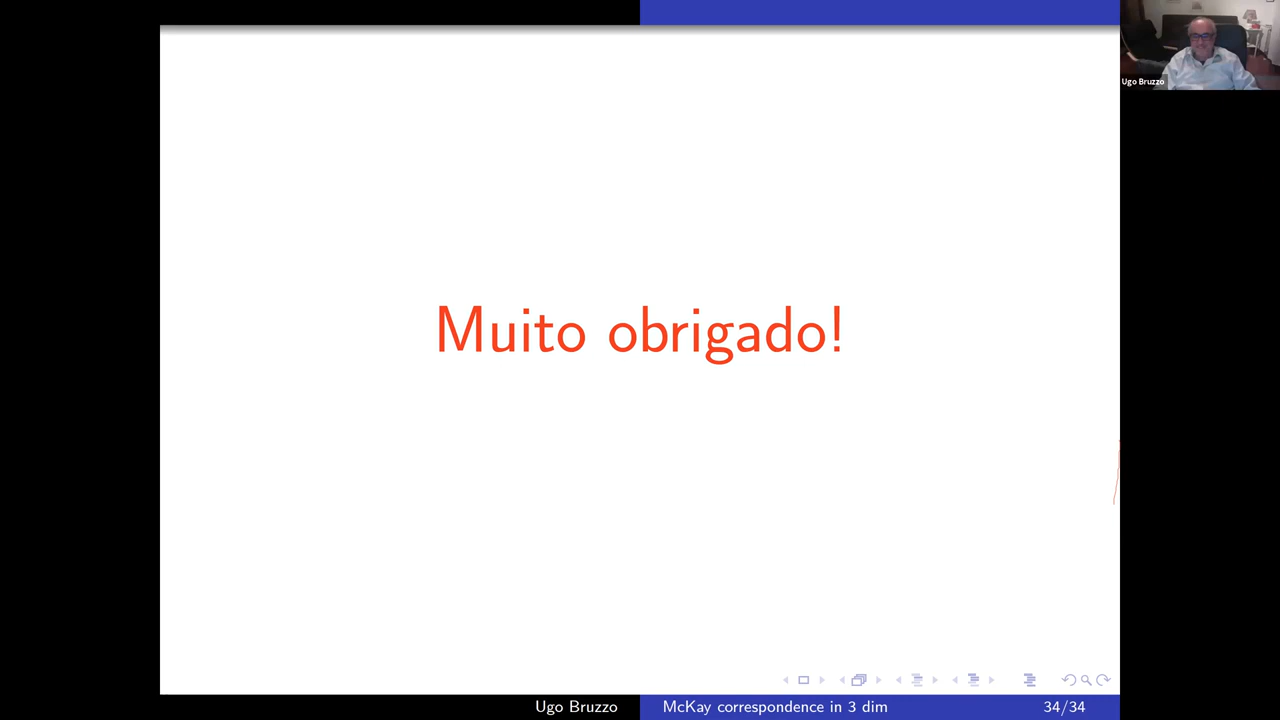 Ugo Bruzzo
Muito obrigado!
Ugo Bruzzo
McKay correspondence in 3 dim
34/34